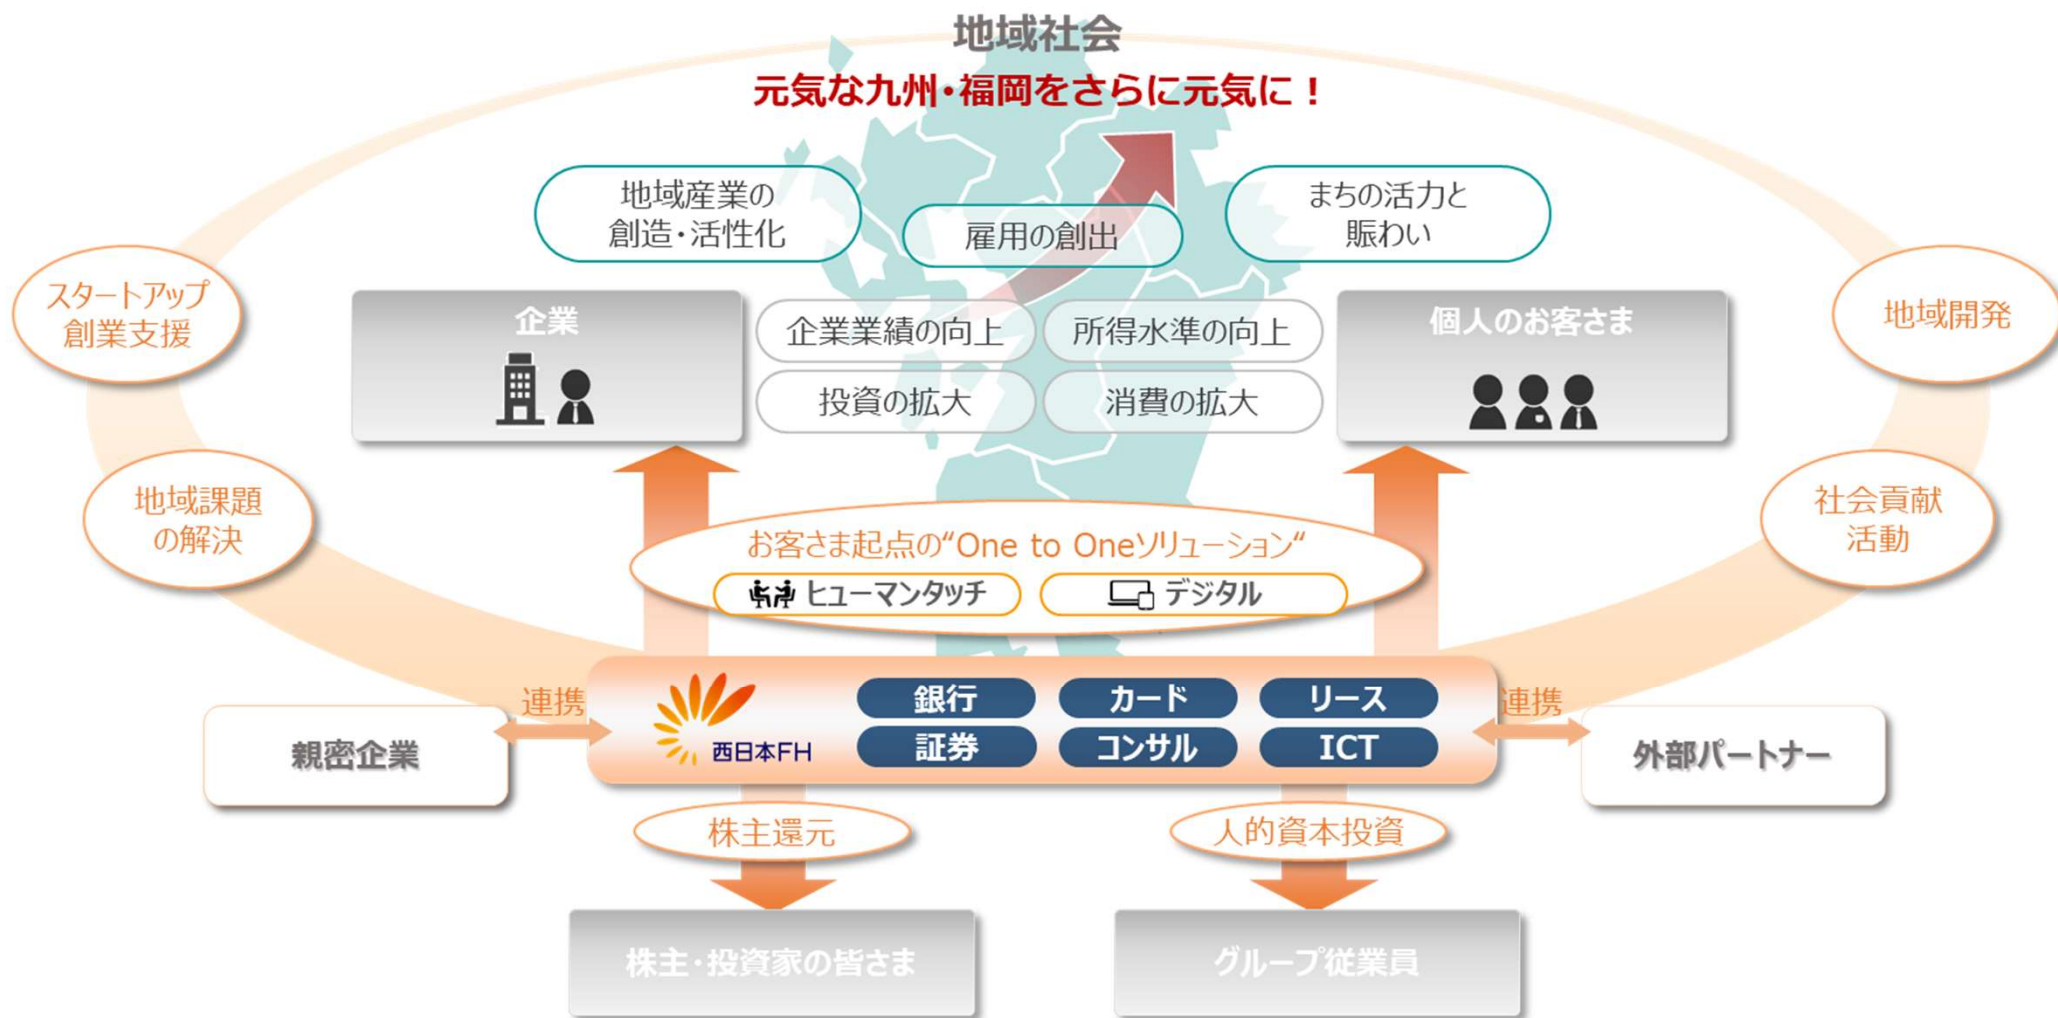 地域社会
元気な九州・福岡をさらに元気に！
地域産業の
創造・活性化
雇用の創出
まちの活力と
賑わい
スタートアップ
創業支援
企業
企業業績の向上
所得水準の向上
投資の拡大
消費の拡大
個人のお客さま
地域開発
地域課題
の解決
社会貢献
活動
お客さま起点の“One to Oneソリューション“
ヒューマンタッチ
デジタル
連携
親密企業
西日本FH
銀行
カード
リース
証券
コンサル
ICT
連携
外部パートナー
株主還元
人的資本投資
株主・投資家の皆さま
グループ従業員